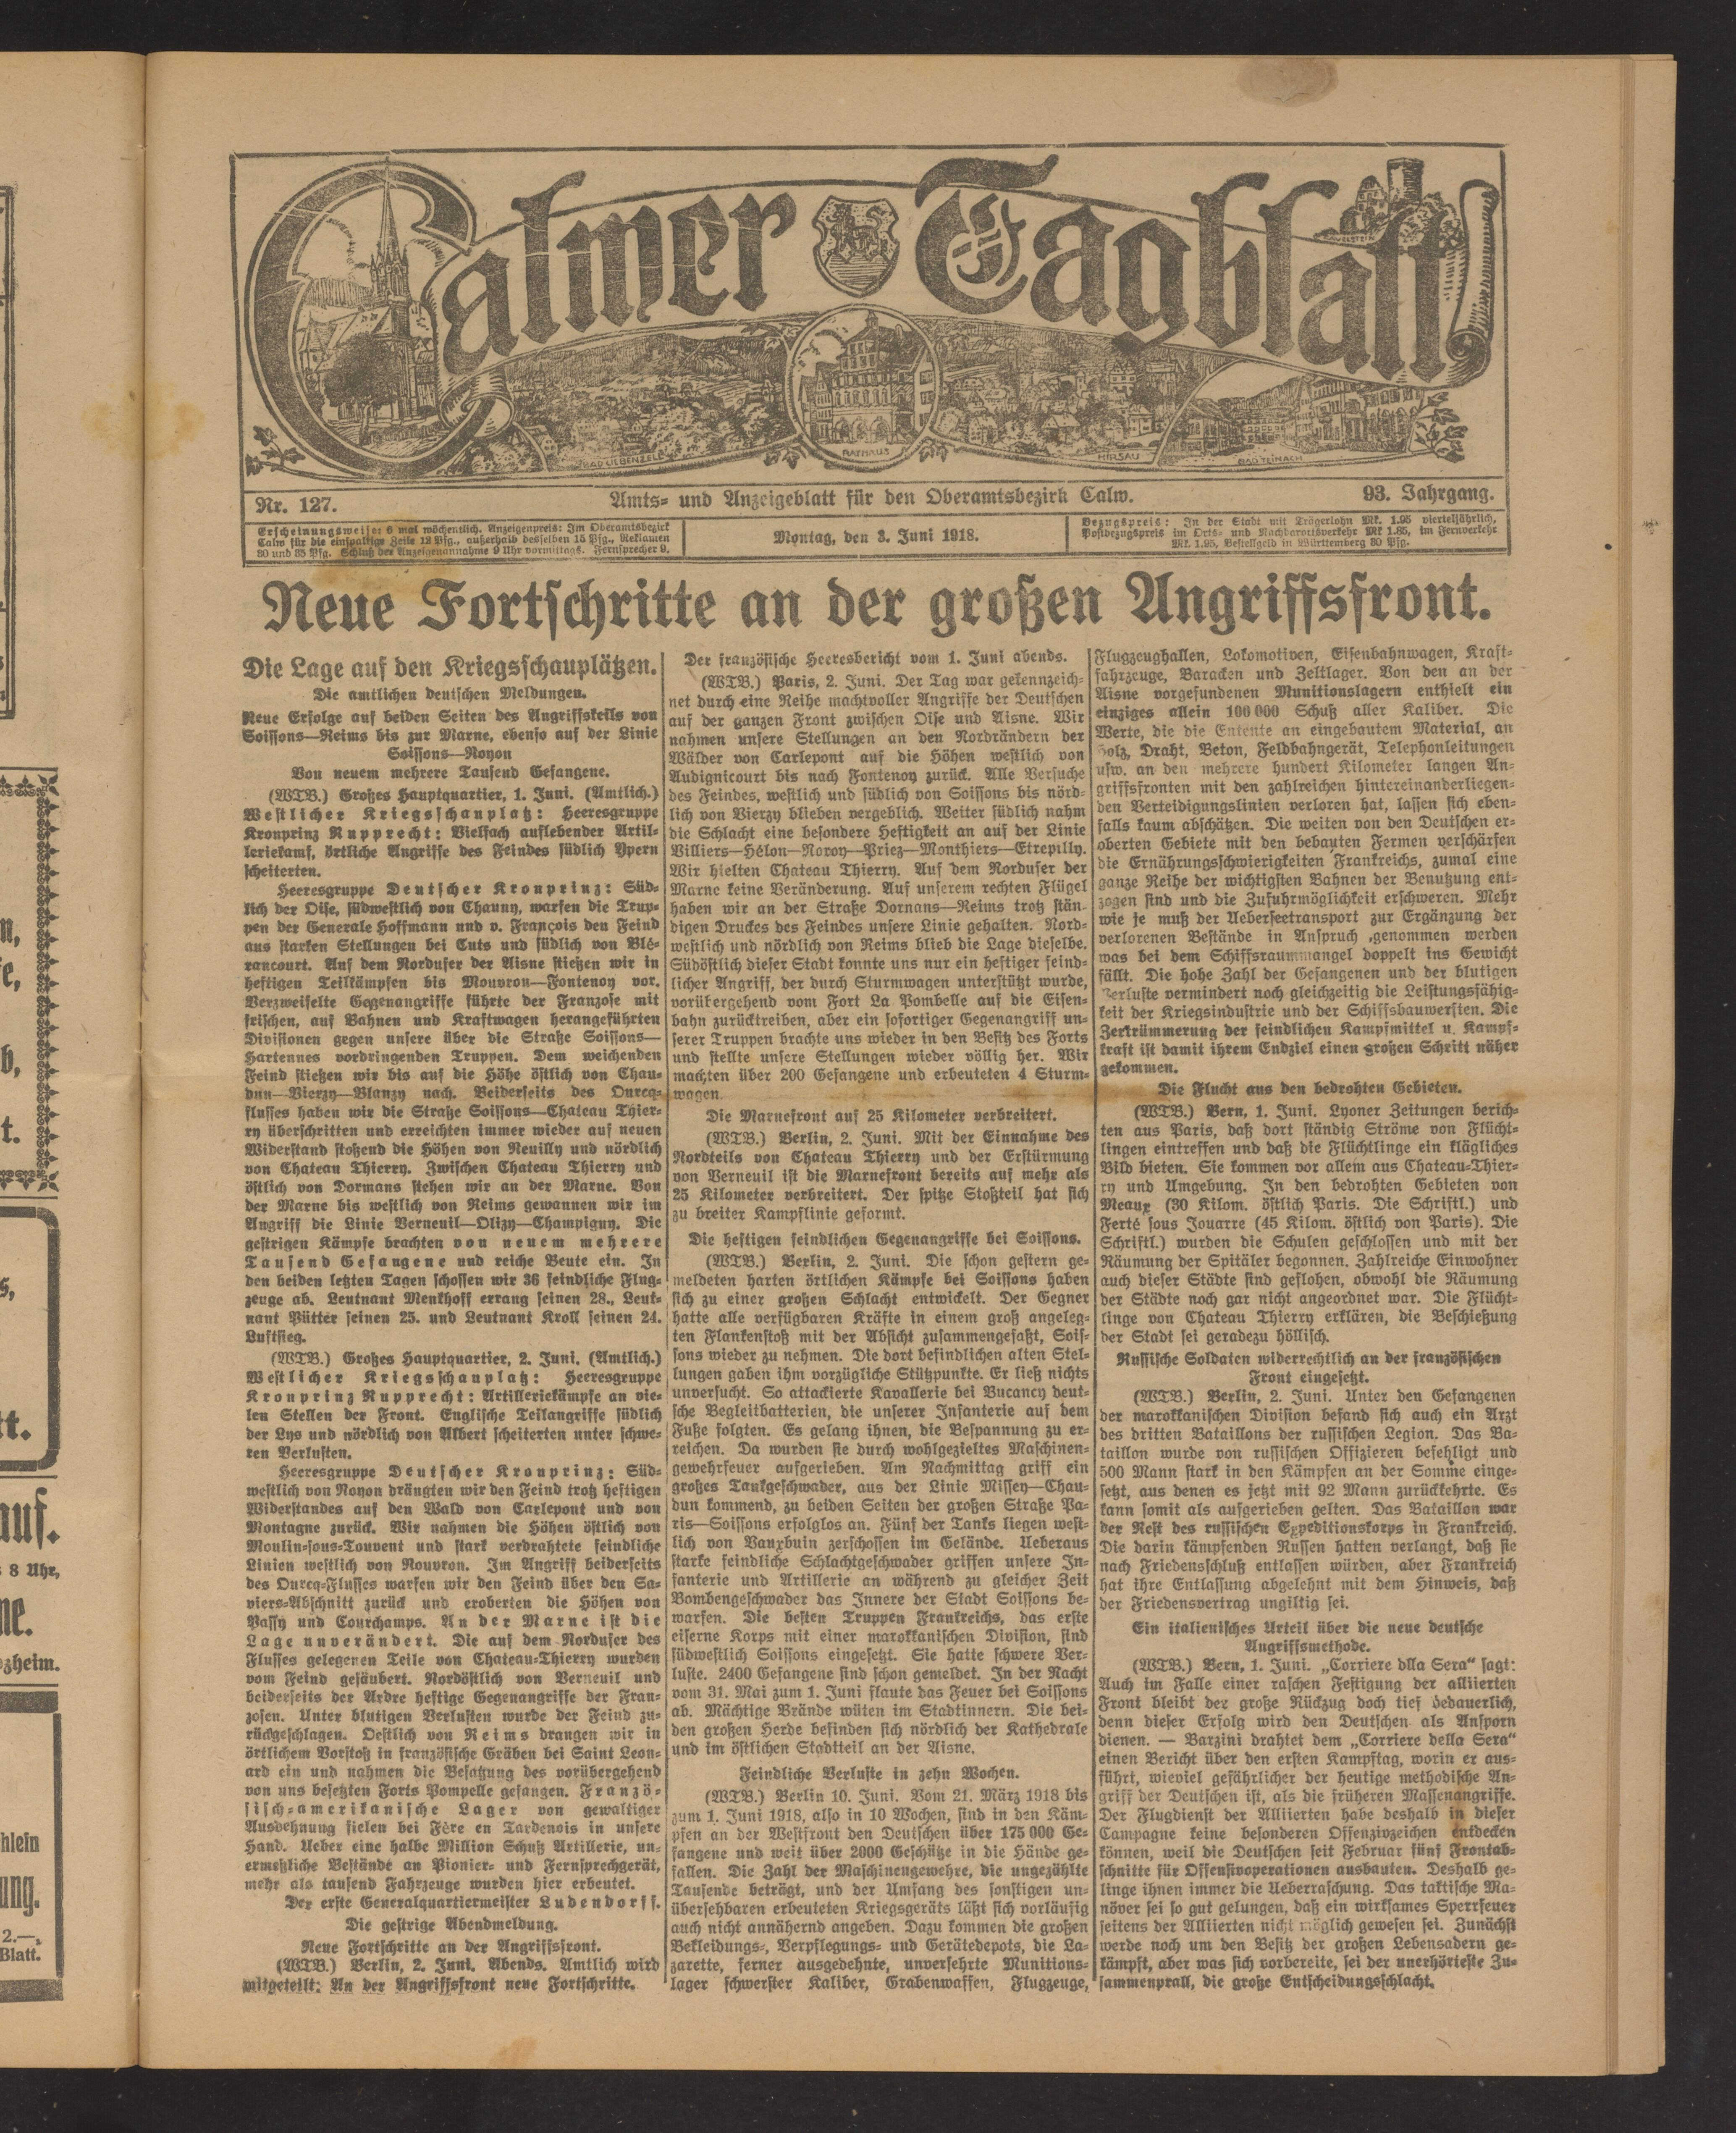 Calwer Tagblatt
BAD LIEBENZELL
RATHAUS
HIRSAU
BAD TEINACH
Nr. 127.
Amts- und Anzeigeblatt für den Oberamtsbezirk Calw.
93. Jahrgang.
Erscheinungsweise: 6 mal wöchentlich. Anzeigenpreis: Im Oberamtsbezirk
Calw für die einspaltige Zeile 12 Pfg., außerhalb desselben 15 Pfg., Reklamen
30 und 35 Pfg. Schluß der Anzeigenannahme 9 Uhr vormittags. Fernsprecher 9.
Montag, den 3. Juni 1918.
Bezugspreis: In der Stadt mit Trägerlohn Mk. 1.95 vierteljährlich,
Postbezugspreis im Orts- und Nachbarortsverkehr Mk. 1.85, im Fernverkehr
Mk. 1.95, Bestellgeld in Württemberg 30 Pfg.
Neue Fortschritte an der großen Angriffsfront.
Die Lage auf den Kriegsschauplätzen.
Die amtlichen deutschen Meldungen.
Neue Erfolge auf beiden Seiten des Angriffskeils von
Soissons—Reims bis zur Marne, ebenso auf der Linie
Soissons—Noyon
Von neuem mehrere Tausend Gefangene.
(WTB.) Großes Hauptquartier, 1. Juni. (Amtlich.)
Westlicher Kriegsschauplatz: Heeresgruppe
Kronprinz Rupprecht: Vielfach auflebender Artil-
leriekamf, örtliche Angriffe des Feindes südlich Ypern
scheiterten.
Heeresgruppe Deutscher Kronprinz: Süd-
lich der Oise, südwestlich von Chauny, warfen die Trup-
pen der Generale Hoffmann und v. François den Feind
aus starken Stellungen bei Cuts und südlich von Blé-
rancourt. Auf dem Nordufer der Aisne stießen wir in
heftigen Teilkämpfen bis Nouvron—Fontenoy vor.
Verzweifelte Gegenangriffe führte der Franzose mit
frischen, auf Bahnen und Kraftwagen herangeführten
Divisionen gegen unsere über die Straße Soissons—
Hartennes vordringenden Truppen. Dem weichenden
Feind stießen wir bis auf die Höhe östlich von Chau-
dun—Vierzy—Blanzy nach. Beiderseits des Ourcq-
flusses haben wir die Straße Soissons—Chateau Thier-
ry überschritten und erreichten immer wieder auf neuen
Widerstand stoßend die Höhen von Neuilly und nördlich
von Chateau Thierry. Zwischen Chateau Thierry und
östlich von Dormans stehen wir an der Marne. Von
der Marne bis westlich von Reims gewannen wir im
Angriff die Linie Verneuil—Olizy—Champigny. Die
gestrigen Kämpfe brachten von neuem mehrere
Tausend Gefangene und reiche Beute ein. In
den beiden letzten Tagen schossen wir 36 feindliche Flug-
zeuge ab. Leutnant Menkhoff errang seinen 28., Leut-
nant Pütter seinen 25. und Leutnant Kroll seinen 24.
Luftsieg.
(WTB.) Großes Hauptquartier, 2. Juni. (Amtlich.)
Westlicher Kriegsschauplatz: Heeresgruppe
Kronprinz Rupprecht: Artilleriekämpfe an vie-
len Stellen der Front. Englische Teilangriffe südlich
der Lys und nördlich von Albert scheiterten unter schwe-
ren Verlusten.
Heeresgruppe Deutscher Kronprinz: Süd-
westlich von Noyon drängten wir den Feind trotz heftigen
Widerstandes auf den Wald von Carlepont und von
Montagne zurück. Wir nahmen die Höhen östlich von
Moulin-sous-Touvent und stark verdrahtete feindliche
Linien westlich von Nouvron. Im Angriff beiderseits
des Ourcq-Flusses warfen wir den Feind über den Sa-
viers-Abschnitt zurück und eroberten die Höhen von
Passy und Courchamps. An der Marne ist die
Lage unverändert. Die auf dem Nordufer des
Flusses gelegenen Teile von Chateau-Thierry wurden
vom Feind gesäubert. Nordöstlich von Verneuil und
beiderseits der Ardre heftige Gegenangriffe der Fran-
zosen. Unter blutigen Verlusten wurde der Feind zu-
rückgeschlagen. Oestlich von Reims drangen wir in
örtlichem Vorstoß in französische Gräben bei Saint Leon-
ard ein und nahmen die Besatzung des vorübergehend
von uns besetzten Forts Pompelle gefangen. Franzö-
sisch-amerikanische Lager von gewaltiger
Ausdehnung fielen bei Fère en Tardenois in unsere
Hand. Ueber eine halbe Million Schuß Artillerie, un-
ermeßliche Bestände an Pionier- und Fernsprechgerät,
mehr als tausend Fahrzeuge wurden hier erbeutet.
Der erste Generalquartiermeister Ludendorff.
Die gestrige Abendmeldung.
Neue Fortschritte an der Angriffsfront.
(WTB.) Berlin, 2. Juni. Abends. Amtlich wird
mitgeteilt: An der Angriffsfront neue Fortschritte.
Der französische Heeresbericht vom 1. Juni abends.
(WTB.) Paris, 2. Juni. Der Tag war gekennzeich-
net durch eine Reihe machtvoller Angriffe der Deutschen
auf der ganzen Front zwischen Oise und Aisne. Wir
nahmen unsere Stellungen an den Nordrändern der
Wälder von Carlepont auf die Höhen westlich von
Audignicourt bis nach Fontenoy zurück. Alle Versuche
des Feindes, westlich und südlich von Soissons bis nörd-
lich von Vierzy blieben vergeblich. Weiter südlich nahm
die Schlacht eine besondere Heftigkeit an auf der Linie
Villiers—Hélon—Noroy—Priez—Monthiers—Etrepilly.
Wir hielten Chateau Thierry. Auf dem Nordufer der
Marne keine Veränderung. Auf unserem rechten Flügel
haben wir an der Straße Dornans—Reims trotz stän-
digen Druckes des Feindes unsere Linie gehalten. Nord-
westlich und nördlich von Reims blieb die Lage dieselbe.
Südöstlich dieser Stadt konnte uns nur ein heftiger feind-
licher Angriff, der durch Sturmwagen unterstützt wurde,
vorübergehend vom Fort La Pombelle auf die Eisen-
bahn zurücktreiben, aber ein sofortiger Gegenangriff un-
serer Truppen brachte uns wieder in den Besitz des Forts
und stellte unsere Stellungen wieder völlig her. Wir
machten über 200 Gefangene und erbeuteten 4 Sturm-
wagen.
Die Marnefront auf 25 Kilometer verbreitert.
(WTB.) Berlin, 2. Juni. Mit der Einnahme des
Nordteils von Chateau Thierry und der Erstürmung
von Verneuil ist die Marnefront bereits auf mehr als
25 Kilometer verbreitert. Der spitze Stoßteil hat sich
zu breiter Kampflinie geformt.
Die heftigen feindlichen Gegenangriffe bei Soissons.
(WTB.) Berlin, 2. Juni. Die schon gestern ge-
meldeten harten örtlichen Kämpfe bei Soissons haben
sich zu einer großen Schlacht entwickelt. Der Gegner
hatte alle verfügbaren Kräfte in einem groß angeleg-
ten Flankenstoß mit der Absicht zusammengefaßt, Sois-
sons wieder zu nehmen. Die dort befindlichen alten Stel-
lungen gaben ihm vorzügliche Stützpunkte. Er ließ nichts
unversucht. So attackierte Kavallerie bei Bucancy deut-
sche Begleitbatterien, die unserer Infanterie auf dem
Fuße folgten. Es gelang ihnen, die Bespannung zu er-
reichen. Da wurden sie durch wohlgezieltes Maschinen-
gewehrfeuer aufgerieben. Am Nachmittag griff ein
großes Tankgeschwader, aus der Linie Missey—Chau-
dun kommend, zu beiden Seiten der großen Straße Pa-
ris—Soissons erfolglos an. Fünf der Tanks liegen west-
lich von Vauxbuin zerschossen im Gelände. Ueberaus
starke feindliche Schlachtgeschwader griffen unsere In-
fanterie und Artillerie an während zu gleicher Zeit
Bombengeschwader das Innere der Stadt Soissons be-
warfen. Die besten Truppen Frankreichs, das erste
eiserne Korps mit einer marokkanischen Division, sind
südwestlich Soissons eingesetzt. Sie hatte schwere Ver-
luste. 2400 Gefangene sind schon gemeldet. In der Nacht
vom 31. Mai zum 1. Juni flaute das Feuer bei Soissons
ab. Mächtige Brände wüten im Stadtinnern. Die bei-
den großen Herde befinden sich nördlich der Kathedrale
und im östlichen Stadtteil an der Aisne.
Feindliche Verluste in zehn Wochen.
(WTB.) Berlin 10. Juni. Vom 21. März 1918 bis
zum 1. Juni 1918, also in 10 Wochen, sind in den Käm-
pfen an der Westfront den Deutschen über 175 000 Ge-
fangene und weit über 2000 Geschütze in die Hände ge-
fallen. Die Zahl der Maschinengewehre, die ungezählte
Tausende beträgt, und der Umfang des sonstigen un-
übersehbaren erbeuteten Kriegsgeräts läßt sich vorläufig
auch nicht annähernd angeben. Dazu kommen die großen
Bekleidungs-, Verpflegungs- und Gerätedepots, die La-
zarette, ferner ausgedehnte, unversehrte Munitions-
lager schwerster Kaliber, Grabenwaffen, Flugzeuge,
Flugzeughallen, Lokomotiven, Eisenbahnwagen, Kraft-
fahrzeuge, Baracken und Zeltlager. Von den an der
Aisne vorgefundenen Munitionslagern enthielt ein
einziges allein 100 000 Schuß aller Kaliber. Die
Werte, die die Entente an eingebautem Material, an
Holz, Draht, Beton, Feldbahngerät, Telephonleitungen
usw. an den mehrere hundert Kilometer langen An-
griffsfronten mit den zahlreichen hintereinanderliegen-
den Verteidigungslinien verloren hat, lassen sich eben-
falls kaum abschätzen. Die weiten von den Deutschen er-
oberten Gebiete mit den bebauten Fermen verschärfen
die Ernährungsschwierigkeiten Frankreichs, zumal eine
ganze Reihe der wichtigsten Bahnen der Benutzung ent-
zogen sind und die Zufuhrmöglichkeit erschweren. Mehr
wie je muß der Ueberseetransport zur Ergänzung der
verlorenen Bestände in Anspruch genommen werden
was bei dem Schiffsraummangel doppelt ins Gewicht
fällt. Die hohe Zahl der Gefangenen und der blutigen
Verluste vermindert noch gleichzeitig die Leistungsfähig-
keit der Kriegsindustrie und der Schiffsbauwersten. Die
Zertrümmerung der feindlichen Kampfmittel u. Kampf-
kraft ist damit ihrem Endziel einen großen Schritt näher
gekommen.
Die Flucht aus den bedrohten Gebieten.
(WTB.) Bern, 1. Juni. Lyoner Zeitungen berich-
ten aus Paris, daß dort ständig Ströme von Flücht-
lingen eintreffen und daß die Flüchtlinge ein klägliches
Bild bieten. Sie kommen vor allem aus Chateau-Thier-
ry und Umgebung. In den bedrohten Gebieten von
Meaux (30 Kilom. östlich Paris. Die Schriftl.) und
Ferté sous Jouarre (45 Kilom. östlich von Paris). Die
Schriftl.) wurden die Schulen geschlossen und mit der
Räumung der Spitäler begonnen. Zahlreiche Einwohner
auch dieser Städte sind geflohen, obwohl die Räumung
der Städte noch gar nicht angeordnet war. Die Flücht-
linge von Chateau Thierry erklären, die Beschießung
der Stadt sei geradezu höllisch.
Russische Soldaten widerrechtlich an der französischen
Front eingesetzt.
(WTB.) Berlin, 2. Juni. Unter den Gefangenen
der marokkanischen Division befand sich auch ein Arzt
des dritten Bataillons der russischen Legion. Das Ba-
taillon wurde von russischen Offizieren befehligt und
500 Mann stark in den Kämpfen an der Somme einge-
setzt, aus denen es jetzt mit 92 Mann zurückkehrte. Es
kann somit als aufgerieben gelten. Das Bataillon war
der Rest des russischen Expeditionskorps in Frankreich.
Die darin kämpfenden Russen hatten verlangt, daß sie
nach Friedensschluß entlassen würden, aber Frankreich
hat ihre Entlassung abgelehnt mit dem Hinweis, daß
der Friedensvertrag ungiltig sei.
Ein italienisches Urteil über die neue deutsche
Angriffsmethode.
(WTB.) Bern, 1. Juni. „Corriere dlla Sera“ sagt:
Auch im Falle einer raschen Festigung der alliierten
Front bleibt der große Rückzug doch tief bedauerlich,
denn dieser Erfolg wird den Deutschen als Ansporn
dienen. — Barzini drahtet dem „Corriere della Sera“
einen Bericht über den ersten Kampftag, worin er aus-
führt, wieviel gefährlicher der heutige methodische An-
griff der Deutschen ist, als die früheren Massenangriffe.
Der Flugdienst der Alliierten habe deshalb in dieser
Campagne keine besonderen Offenzivzeichen entdecken
können, weil die Deutschen seit Februar fünf Frontab-
schnitte für Offensivoperationen ausbauten. Deshalb ge-
linge ihnen immer die Ueberraschung. Das taktische Ma-
növer sei so gut gelungen, daß ein wirksames Sperrfeuer
seitens der Alliierten nicht möglich gewesen sei. Zunächst
werde noch um den Besitz der großen Lebensadern ge-
kämpft, aber was sich vorbereite, sei der unerhörteste Zu-
sammenprall, die große Entscheidungsschlacht.